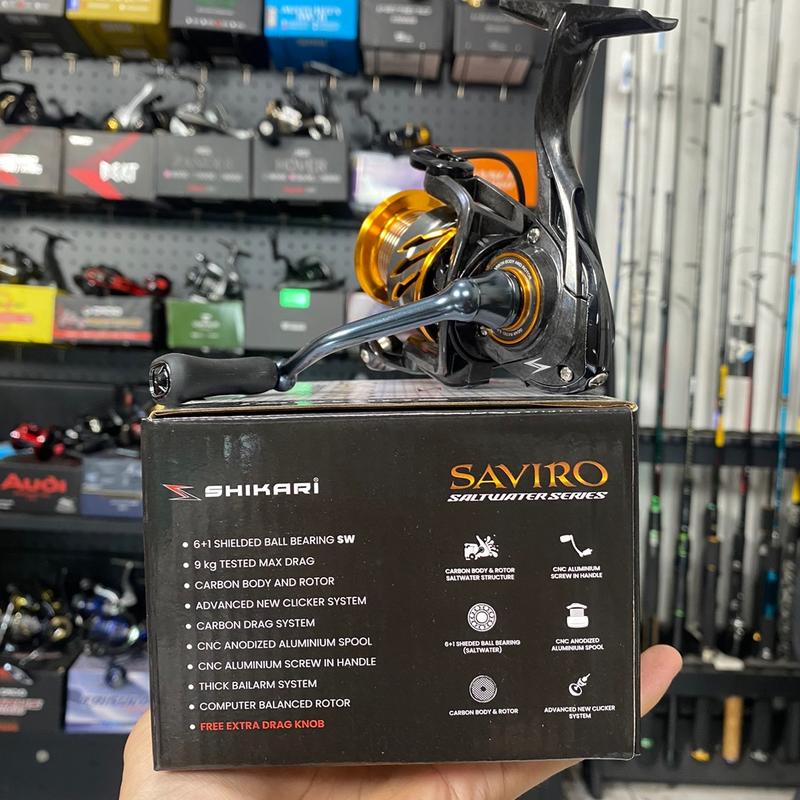 SHIKARI
SAVIRO
SALTWATER SERIES
6+1 SHIELDED BALL BEARING SW
9 kg TESTED MAX DRAG
CARBON BODY AND ROTOR
ADVANCED NEW CLICKER SYSTEM
CARBON DRAG SYSTEM
CNC ANODIZED ALUMINIUM SPOOL
CNC ALUMINIUM SCREW IN HANDLE
THICK BAILARM SYSTEM
COMPUTER BALANCED ROTOR
FREE EXTRA DRAG KNOB
CARBON BODY & ROTOR
SALTWATER STRUCTURE
CNC ALUMINIUM
SCREW IN HANDLE
6+1 SHIEDED BALL BEARING
(SALTWATER)
CNC ANODIZED
ALUMINIUM SPOOL
CARBON BODY & ROTOR
ADVANCED NEW CLICKER
SYSTEM
AUDI